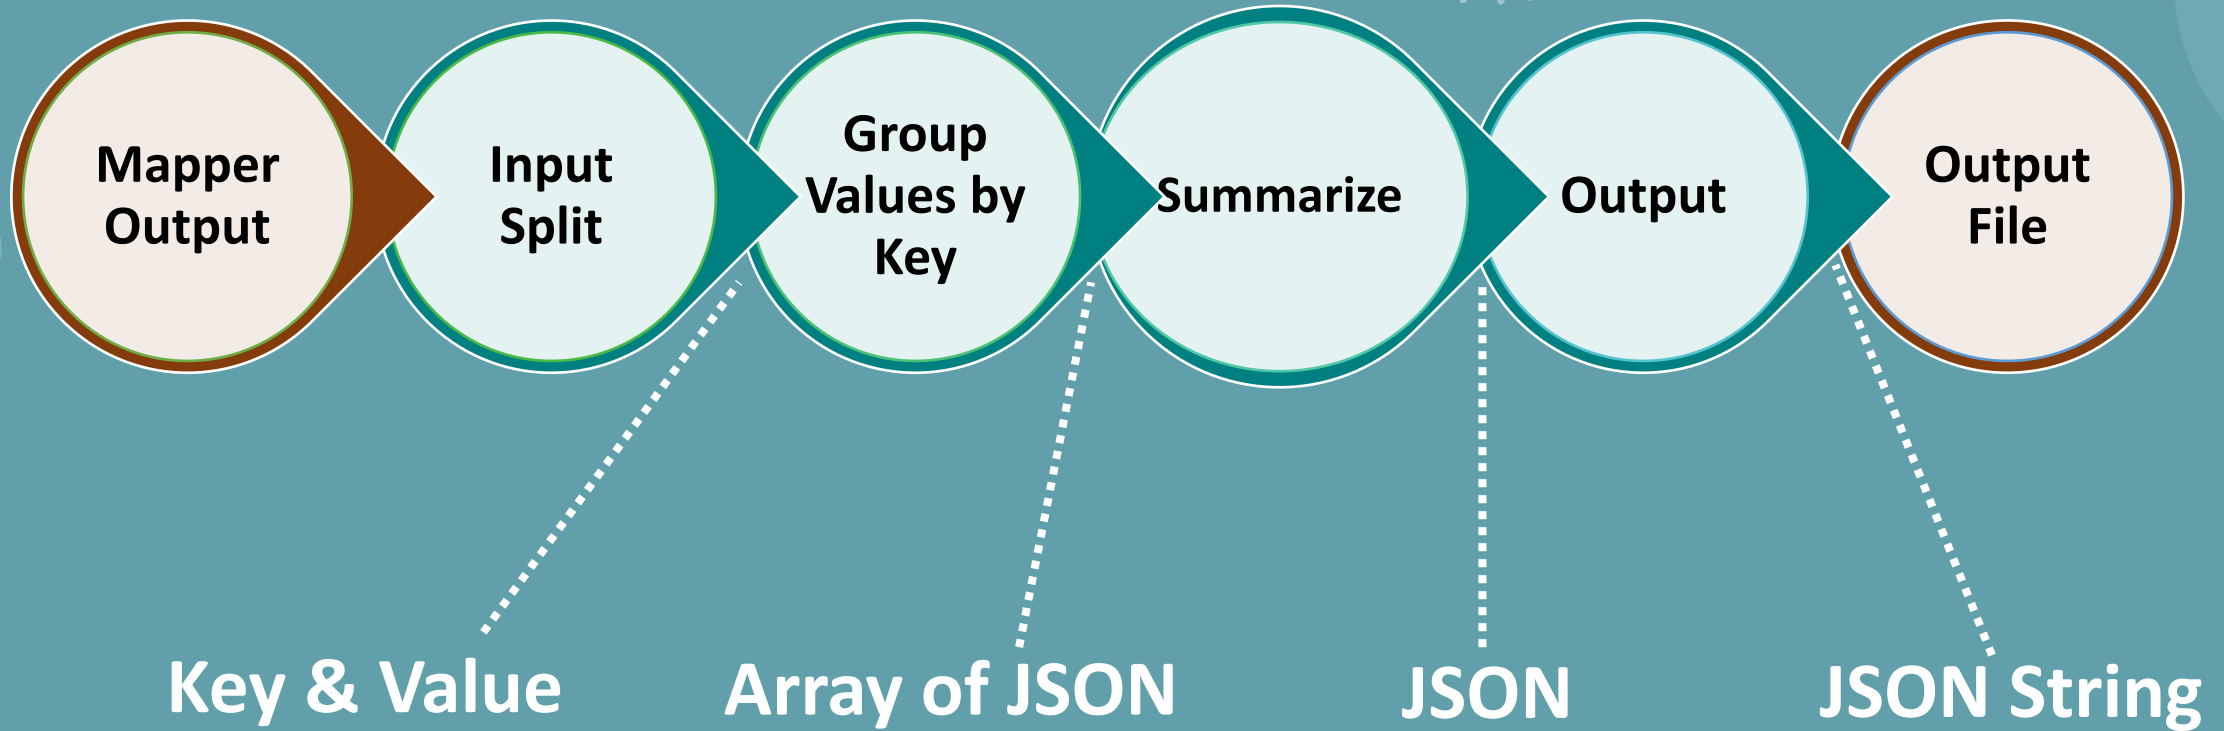 Mapper
Output
Input
Split
Group
Values by
Key
Summarize
Output
Output
File
Key & Value
Array of JSON
JSON
JSON String